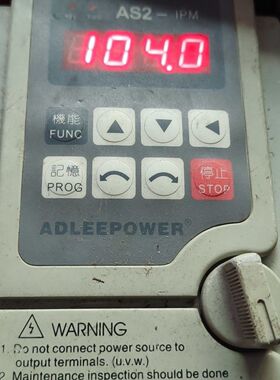 AS2 - IPM
104.0
機能
FUNC
記憶
PROG
停止
STOP
ADLEEPOWER®
WARNING
1. Do not connect power source to
output terminals. (u.v.w.)
2. Maintenance inspection should be done